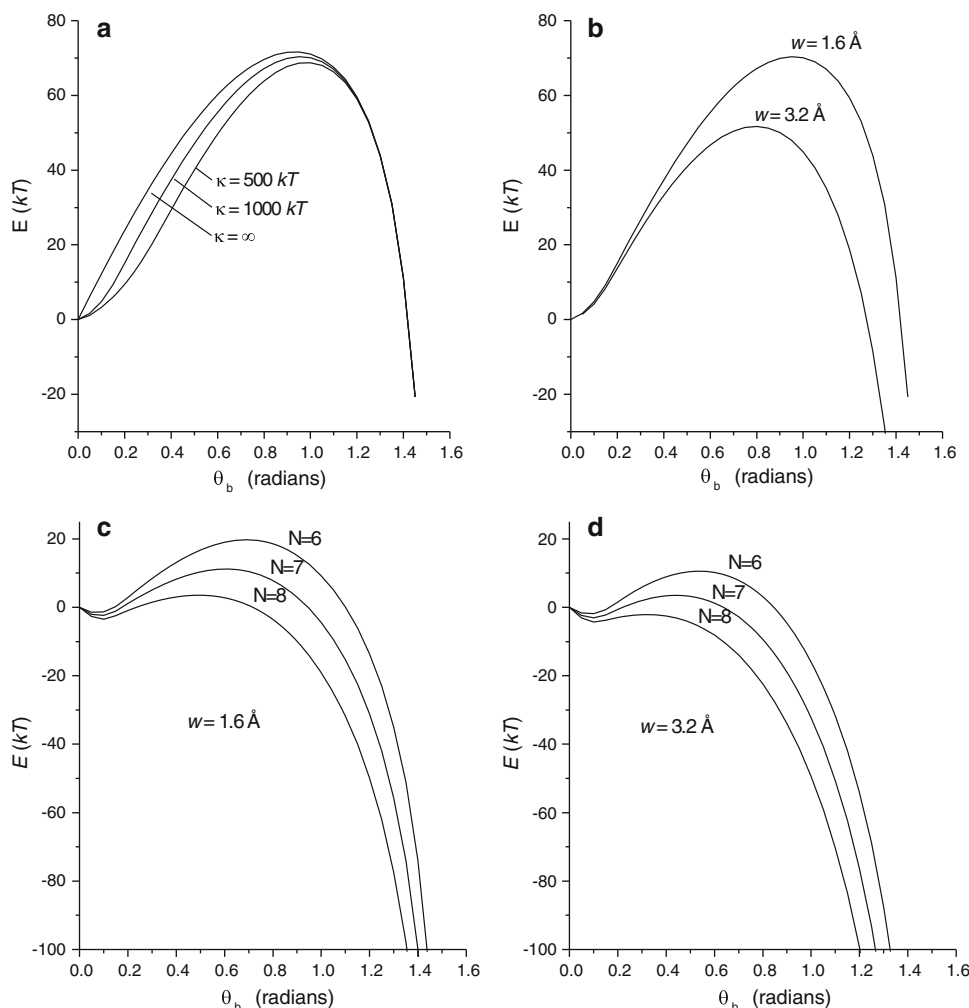 a
80
60
40
20
0
-20
E (kT)
κ = 500 kT
κ = 1000 kT
κ = ∞
0.0 0.2 0.4 0.6 0.8 1.0 1.2 1.4 1.6
θb (radians)
b
80
60
40
20
0
-20
E (kT)
w = 1.6 Å
w = 3.2 Å
0.0 0.2 0.4 0.6 0.8 1.0 1.2 1.4 1.6
θb (radians)
c
20
0
-20
-40
-60
-80
-100
E (kT)
N=6
N=7
N=8
w = 1.6 Å
0.0 0.2 0.4 0.6 0.8 1.0 1.2 1.4 1.6
θb (radians)
d
20
0
-20
-40
-60
-80
-100
E (kT)
N=6
N=7
N=8
w = 3.2 Å
0.0 0.2 0.4 0.6 0.8 1.0 1.2 1.4 1.6
θb (radians)